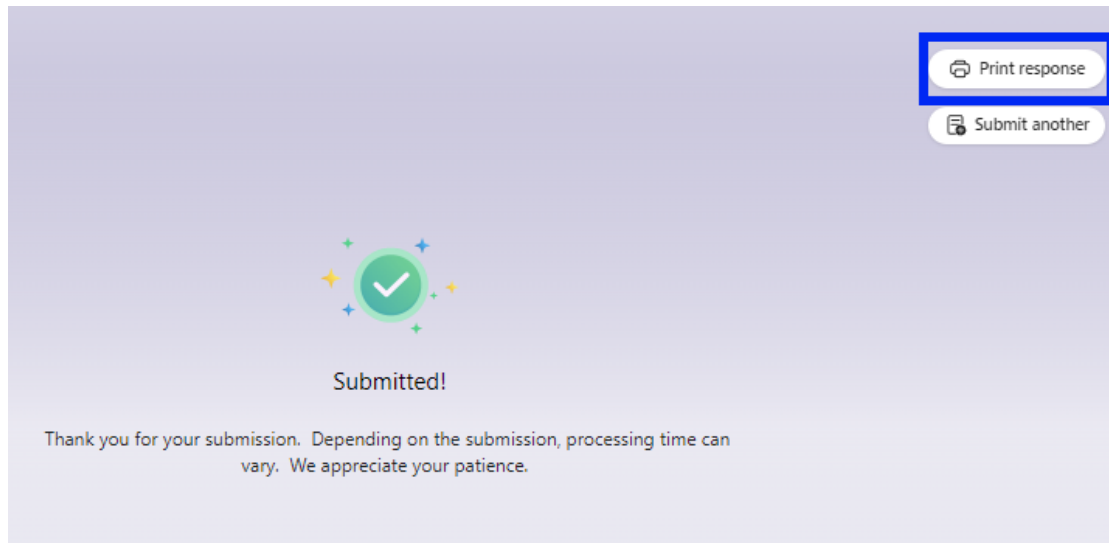 Print response
Submit another
Submitted!
Thank you for your submission.  Depending on the submission, processing time can
vary.  We appreciate your patience.